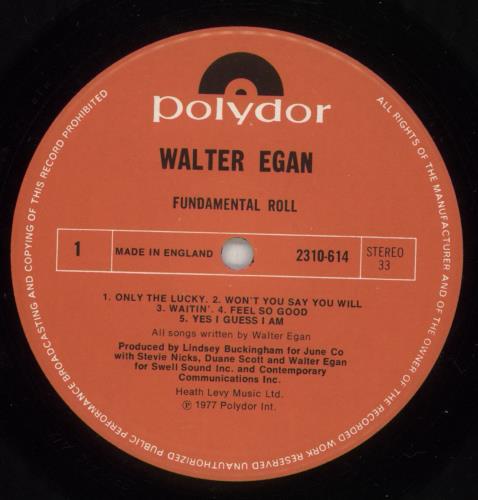 polydor
WALTER EGAN
FUNDAMENTAL ROLL
1
MADE IN ENGLAND
2310-614
STEREO
33
1. ONLY THE LUCKY. 2. WON'T YOU SAY YOU WILL
3. WAITIN'. 4. FEEL SO GOOD
5. YES I GUESS I AM
All songs written by Walter Egan
Produced by Lindsey Buckingham for June Co
with Stevie Nicks, Duane Scott and Walter Egan
for Swell Sound Inc. and Contemporary
Communications Inc.
Heath Levy Music Ltd.
℗ 1977 Polydor Int.
ALL RIGHTS OF THE MANUFACTURER AND OF THE OWNER OF THE RECORDED WORK RESERVED UNAUTHORIZED PUBLIC PERFORMANCE BROADCASTING AND COPYING OF THIS RECORD PROHIBITED